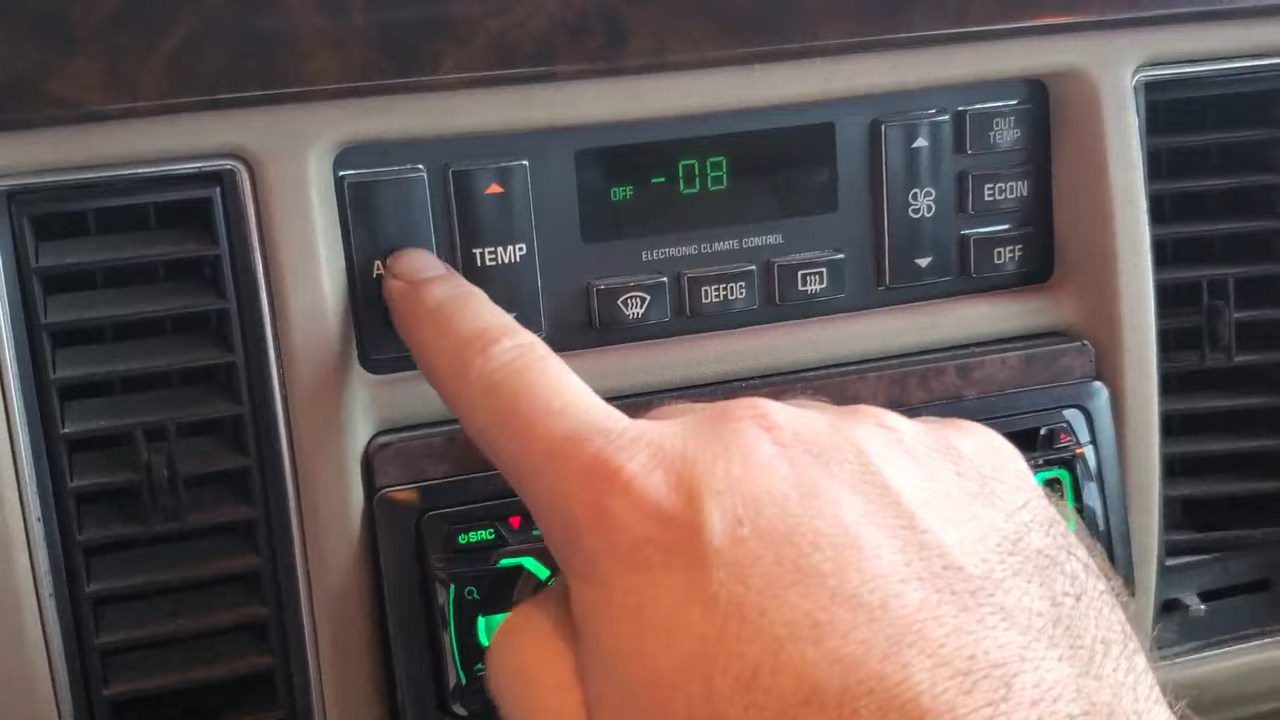 TEMP
OFF -08
ELECTRONIC CLIMATE CONTROL
DEFOG
OUT
TEMP
ECON
OFF
SRC